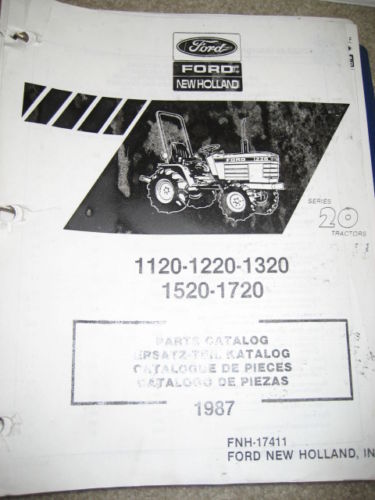 Ford
FORD
NEW HOLLAND
FORD 1220
SERIES
20
TRACTORS
1120-1220-1320
1520-1720
PARTS CATALOG
ERSATZ-TEIL KATALOG
CATALOGUE DE PIECES
CATALOGO DE PIEZAS
1987
FNH-17411
FORD NEW HOLLAND, IN